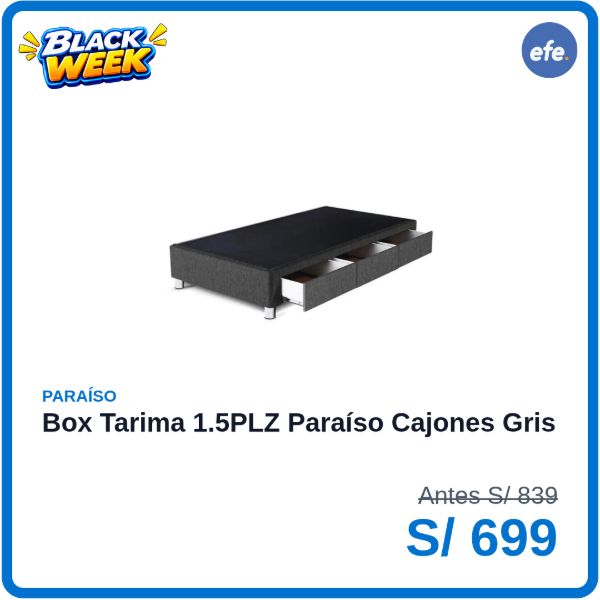 BLACK
WEEK
efe.
PARAÍSO
Box Tarima 1.5PLZ Paraíso Cajones Gris
Antes S/ 839
S/ 699